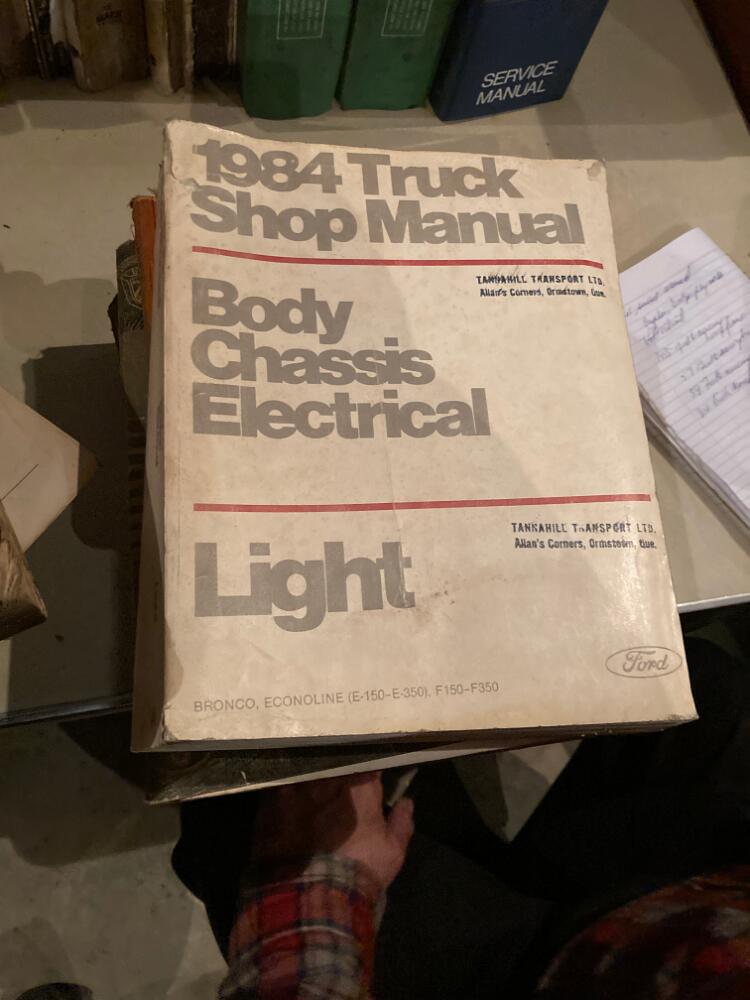 SERVICE
MANUAL
1984 Truck
Shop Manual
TANNAHILL TRANSPORT LTD.
Allan's Corners, Ormstown, Que.
Body
Chassis
Electrical
TANNAHILL TRANSPORT LTD.
Allan's Corners, Ormstown, Que.
Light
Ford
BRONCO, ECONOLINE (E-150-E-350), F150-F350